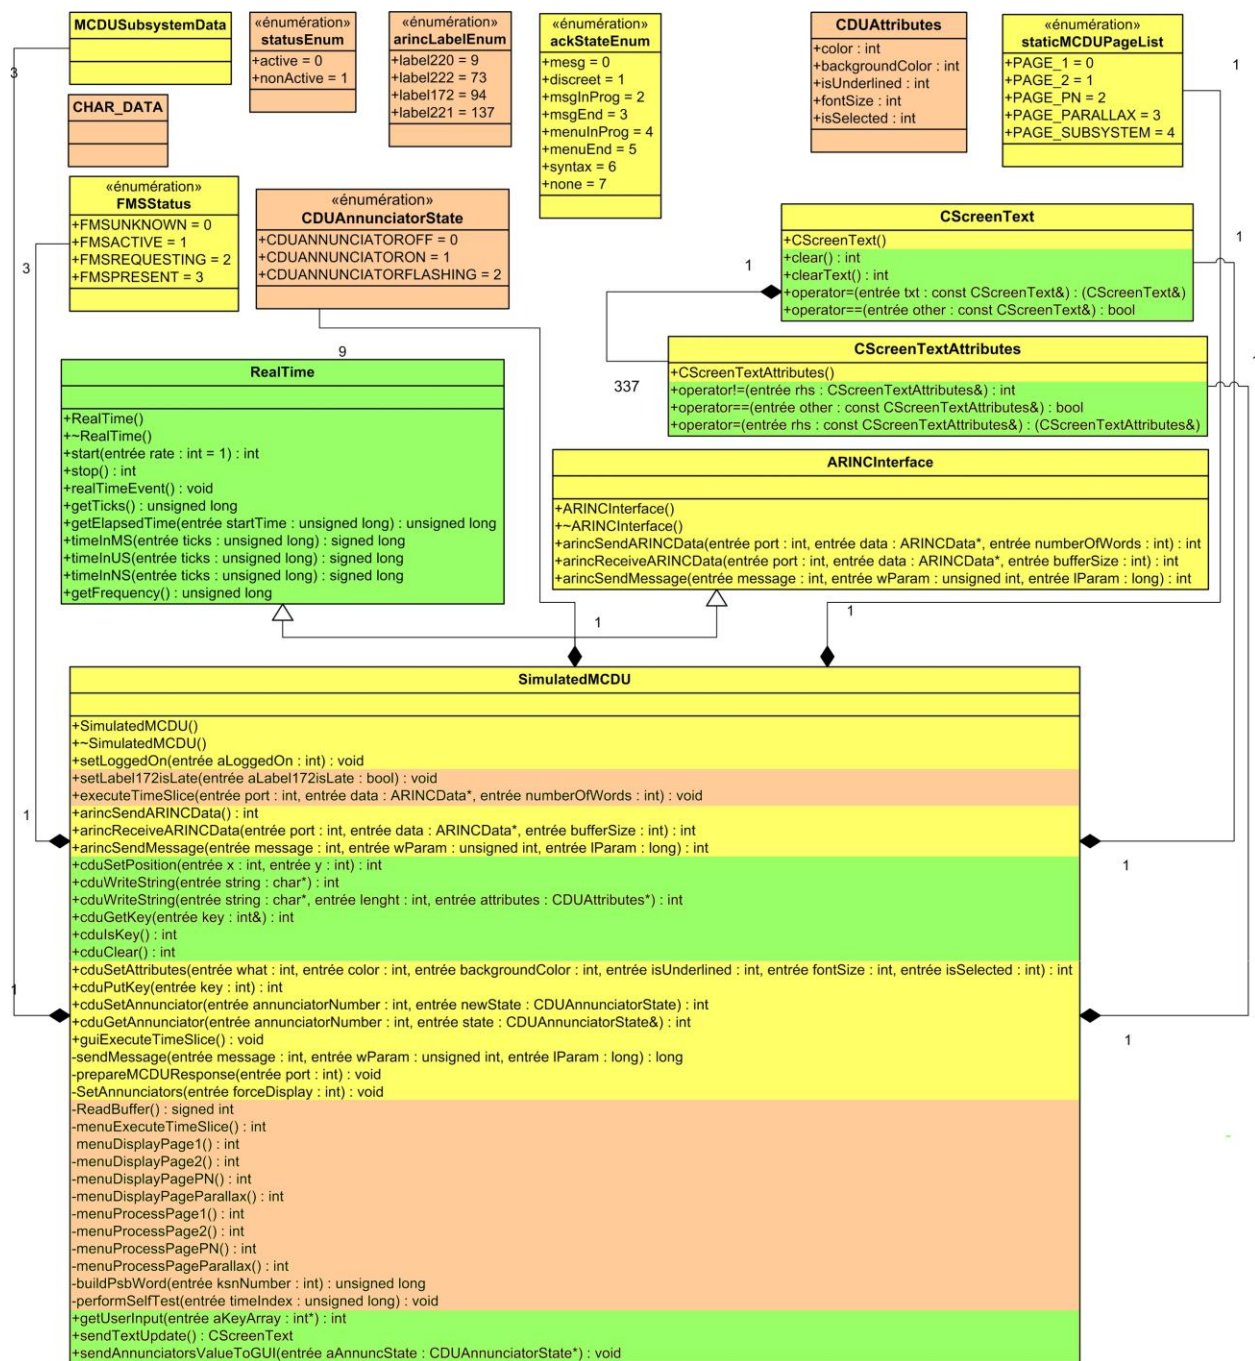 MCDUSubsystemData
CHAR_DATA
«énumération»
statusEnum
+active = 0
+nonActive = 1
«énumération»
arincLabelEnum
+label220 = 9
+label222 = 73
+label172 = 94
+label221 = 137
«énumération»
ackStateEnum
+mesg = 0
+discreet = 1
+msgInProg = 2
+msgEnd = 3
+menuInProg = 4
+menuEnd = 5
+syntax = 6
+none = 7
CDUAttributes
+color : int
+backgroundColor : int
+isUnderlined : int
+fontSize : int
+isSelected : int
«énumération»
staticMCDUPageList
+PAGE_1 = 0
+PAGE_2 = 1
+PAGE_PN = 2
+PAGE_PARALLAX = 3
+PAGE_SUBSYSTEM = 4
3
1
«énumération»
FMSStatus
+FMSUNKNOWN = 0
+FMSACTIVE = 1
+FMSREQUESTING = 2
+FMSPRESENT = 3
3
«énumération»
CDUAnnunciatorState
+CDUANNUNCIATOROFF = 0
+CDUANNUNCIATORON = 1
+CDUANNUNCIATORFLASHING = 2
9
CScreenText
+CScreenText()
+clear() : int
+clearText() : int
+operator=(entrée txt : const CScreenText&) : (CScreenText&)
+operator==(entrée other : const CScreenText&) : bool
1
1
337
1
CScreenTextAttributes
+CScreenTextAttributes()
+operator!=(entrée rhs : CScreenTextAttributes&) : int
+operator==(entrée other : const CScreenTextAttributes&) : bool
+operator=(entrée rhs : const CScreenTextAttributes&) : (CScreenTextAttributes&)
RealTime
+RealTime()
+~RealTime()
+start(entrée rate : int = 1) : int
+stop() : int
+realTimeEvent() : void
+getTicks() : unsigned long
+getElapsedTime(entrée startTime : unsigned long) : unsigned long
+timeInMS(entrée ticks : unsigned long) : signed long
+timeInUS(entrée ticks : unsigned long) : signed long
+timeInNS(entrée ticks : unsigned long) : signed long
+getFrequency() : unsigned long
ARINCInterface
+ARINCInterface()
+~ARINCInterface()
+arincSendARINCData(entrée port : int, entrée data : ARINCData*, entrée numberOfWords : int) : int
+arincReceiveARINCData(entrée port : int, entrée data : ARINCData*, entrée bufferSize : int) : int
+arincSendMessage(entrée message : int, entrée wParam : unsigned int, entrée lParam : long) : int
1
1
SimulatedMCDU
+SimulatedMCDU()
+~SimulatedMCDU()
+setLoggedOn(entrée aLoggedOn : int) : void
+setLabel172isLate(entrée aLabel172isLate : bool) : void
+executeTimeSlice(entrée port : int, entrée data : ARINCData*, entrée numberOfWords : int) : void
+arincSendARINCData() : int
+arincReceiveARINCData(entrée port : int, entrée data : ARINCData*, entrée bufferSize : int) : int
+arincSendMessage(entrée message : int, entrée wParam : unsigned int, entrée lParam : long) : int
+cduSetPosition(entrée x : int, entrée y : int) : int
+cduWriteString(entrée string : char*) : int
+cduWriteString(entrée string : char*, entrée lenght : int, entrée attributes : CDUAttributes*) : int
+cduGetKey(entrée key : int&) : int
+cduIsKey() : int
+cduClear() : int
+cduSetAttributes(entrée what : int, entrée color : int, entrée backgroundColor : int, entrée isUnderlined : int, entrée fontSize : int, entrée isSelected : int) : int
+cduPutKey(entrée key : int) : int
+cduSetAnnunciator(entrée annunciatorNumber : int, entrée newState : CDUAnnunciatorState) : int
+cduGetAnnunciator(entrée annunciatorNumber : int, entrée state : CDUAnnunciatorState&) : int
+guiExecuteTimeSlice() : void
-sendMessage(entrée message : int, entrée wParam : unsigned int, entrée lParam : long) : long
-prepareMCDUResponse(entrée port : int) : void
-SetAnnunciators(entrée forceDisplay : int) : void
-ReadBuffer() : signed int
-menuExecuteTimeSlice() : int
menuDisplayPage1() : int
-menuDisplayPage2() : int
-menuDisplayPagePN() : int
-menuDisplayPageParallax() : int
-menuProcessPage1() : int
-menuProcessPage2() : int
-menuProcessPagePN() : int
-menuProcessPageParallax() : int
-buildPsbWord(entrée ksnNumber : int) : unsigned long
-performSelfTest(entrée timeIndex : unsigned long) : void
+getUserInput(entrée aKeyArray : int*) : int
+sendTextUpdate() : CScreenText
+sendAnnunciatorsValueToGUI(entrée aAnnuncState : CDUAnnunciatorState*) : void
1
1
1
1